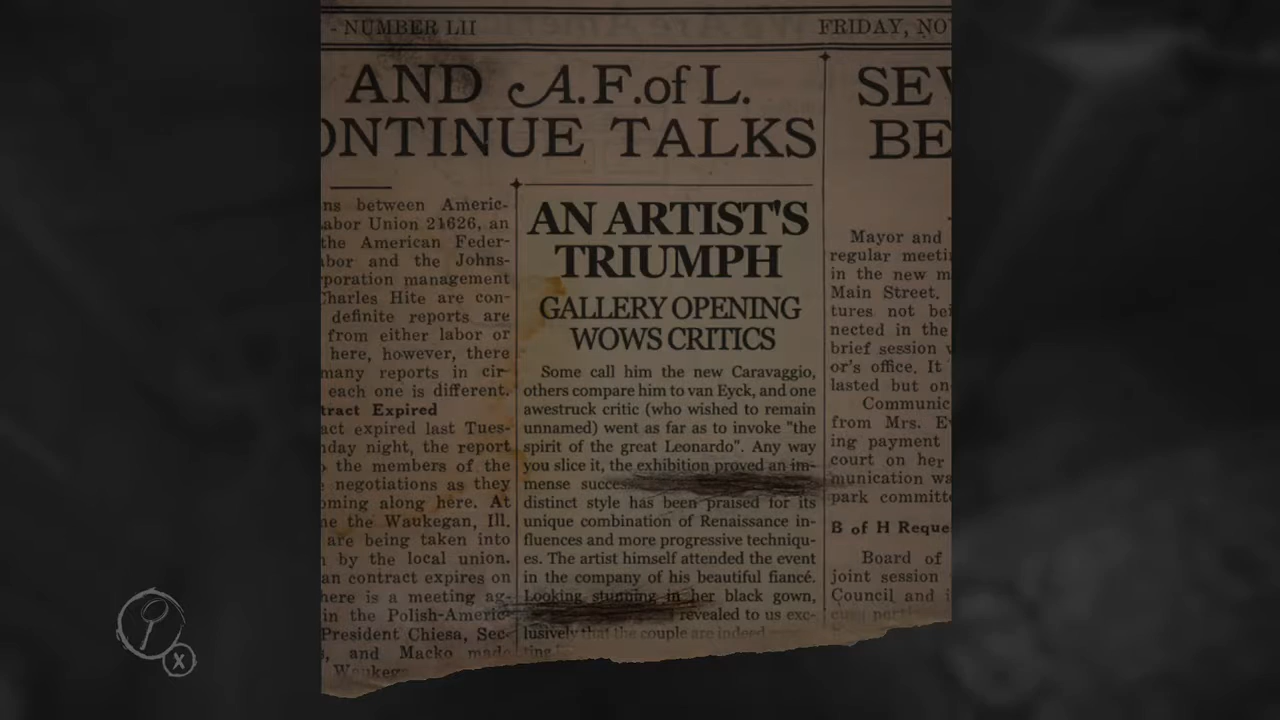 - NUMBER LII
FRIDAY, NO
AND A.F.of L.
ONTINUE TALKS
SEV
BE
ns between Americ-
abor Union 21626, an
the American Feder-
bor and the Johns-
poration management
Charles Hite are con-
definite reports are
from either labor or
here, however, there
many reports in cir-
each one is different.
tract Expired
act expired last Tues-
day night, the report
the members of the
negotiations as they
oming along here. At
he the Waukegan, Ill.
are being taken into
by the local union.
an contract expires on
here is a meeting ag-
in the Polish-Americ-
President Chiesa, Sec-
s, and Macko made
Waukeg
AN ARTIST'S
TRIUMPH
GALLERY OPENING
WOWS CRITICS
Some call him the new Caravaggio,
others compare him to van Eyck, and one
awestruck critic (who wished to remain
unnamed) went as far as to invoke "the
spirit of the great Leonardo". Any way
you slice it, the exhibition proved an im-
mense succes
distinct style has been praised for its
unique combination of Renaissance in-
fluences and more progressive techniqu-
es. The artist himself attended the event
in the company of his beautiful fiancé.
Looking stunning in her black gown,
revealed to us exc-
lusively that the couple are indeed
ting
Mayor and
regular meeti
in the new m
Main Street.
tures not bei
nected in the
brief session
or's office. It
lasted but on
Communic
from Mrs. E
ing payment
court on her
munication wa
park committe
B of H Reque
Board of
joint session
Council and i
X